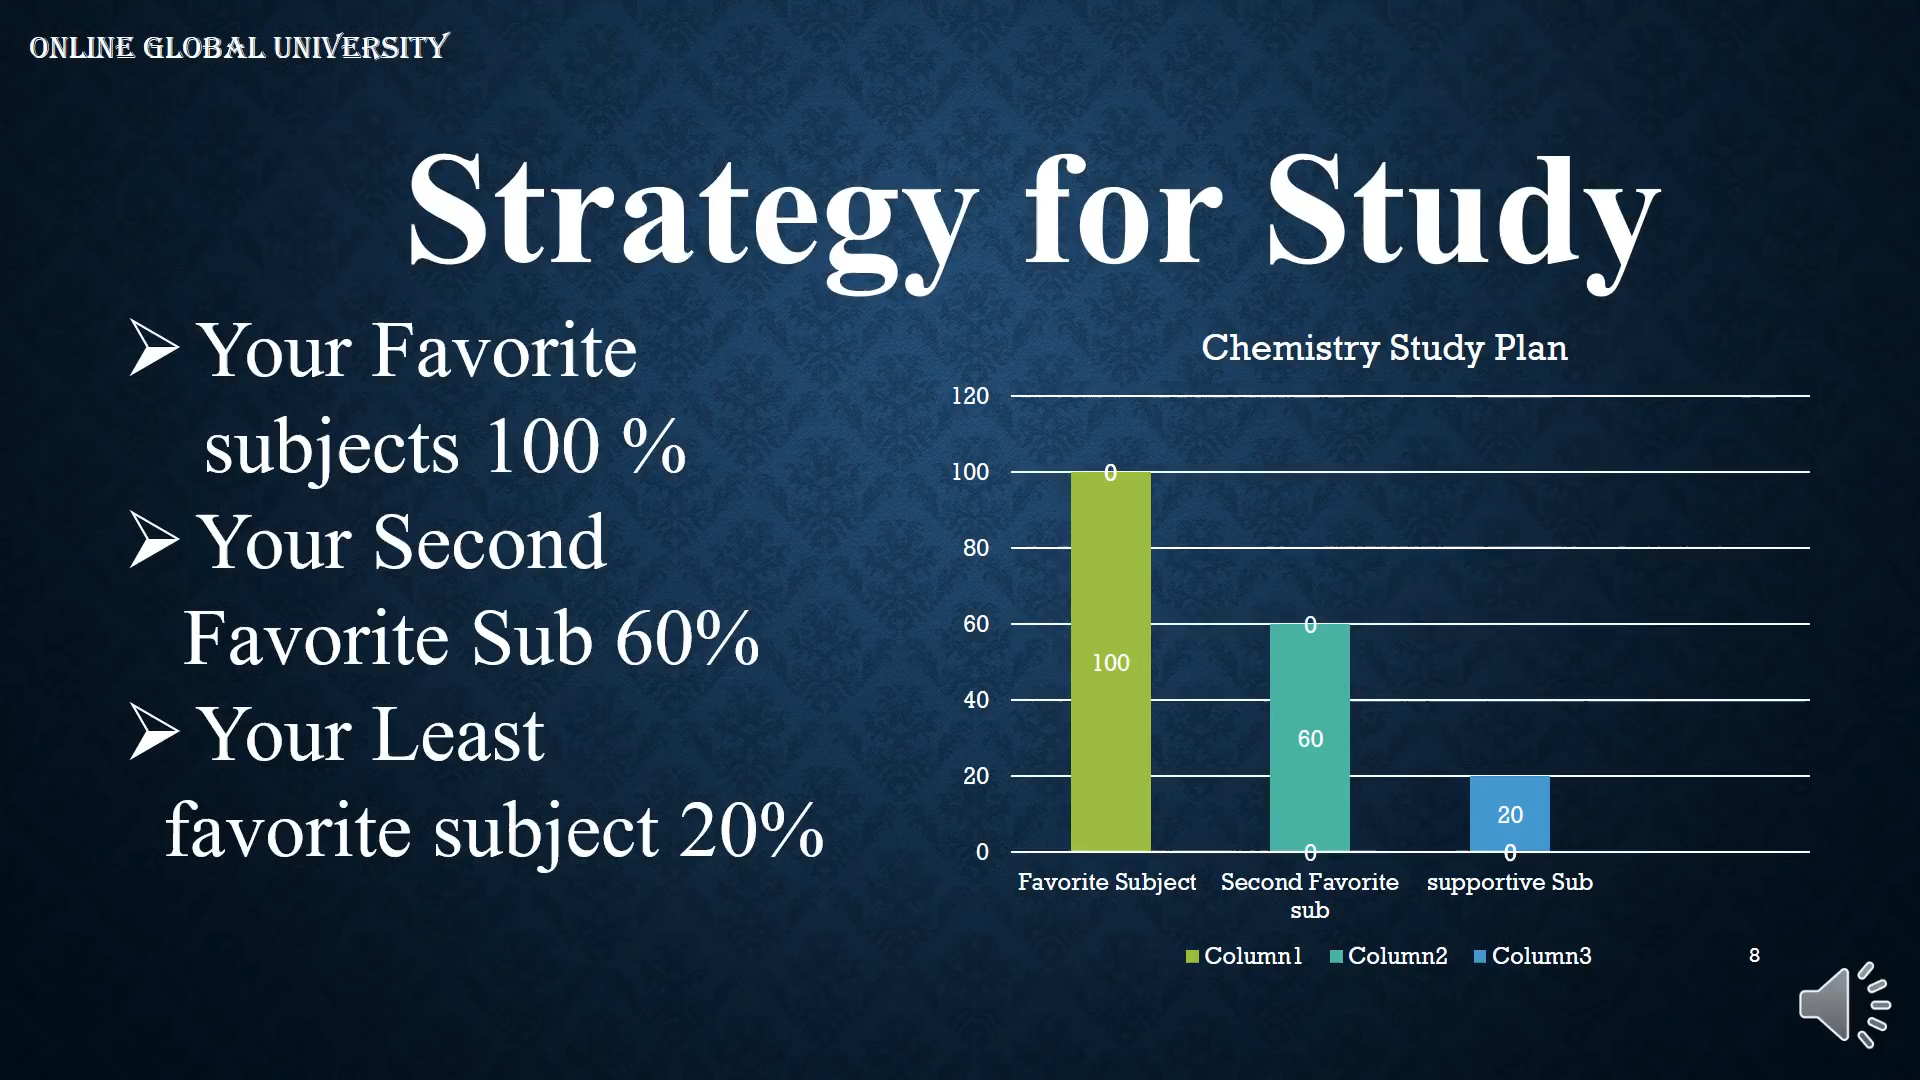 ONLINE GLOBAL UNIVERSITY
Strategy for Study
Your Favorite
subjects 100 %
Your Second
Favorite Sub 60%
Your Least
favorite subject 20%
Chemistry Study Plan
120
100
80
60
40
20
0
0
100
0
60
0
20
0
Favorite Subject
Second Favorite
sub
supportive Sub
Column1 Column2 Column3
8